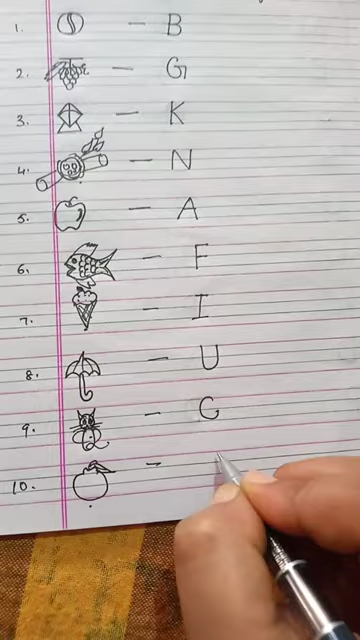 1. — B
2. — G
3. — K
4. — N
5. — A
6. — F
7. — I
8. — U
9. — C
10. —